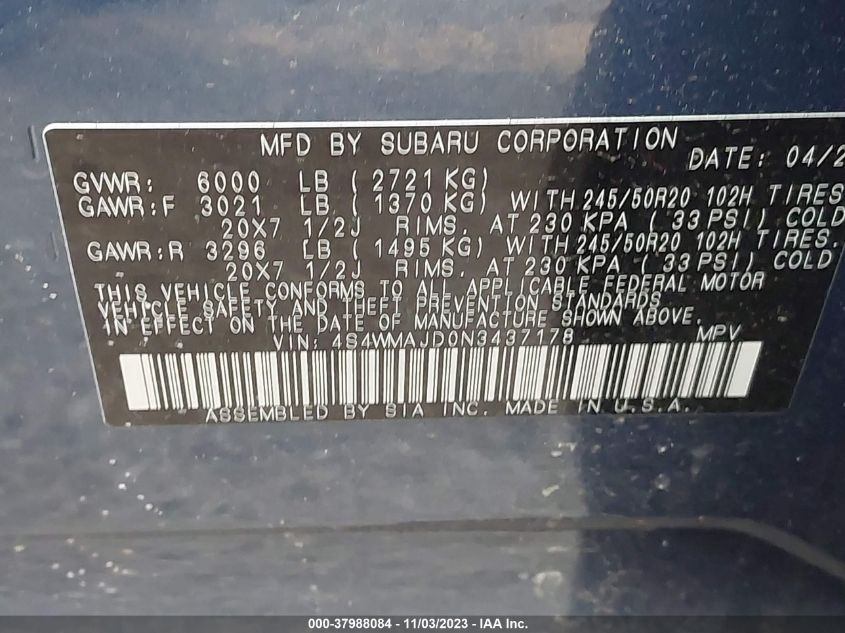 MFD BY SUBARU CORPORATION
DATE: 04/2
GVWR: 6000 LB ( 2721 KG)
GAWR:F 3021 LB ( 1370 KG) WITH 245/50R20 102H TIRES
20X7 1/2J RIMS. AT 230 KPA ( 33 PSI) COLD
GAWR:R 3296 LB ( 1495 KG) WITH 245/50R20 102H TIRES.
20X7 1/2J RIMS. AT 230 KPA ( 33 PSI) COLD
THIS VEHICLE CONFORMS TO ALL APPLICABLE FEDERAL MOTOR
VEHICLE SAFETY AND THEFT PREVENTION STANDARDS
IN EFFECT ON THE DATE OF MANUFACTURE SHOWN ABOVE.
VIN: 4S4WMAJD0N3437178 MPV
ASSEMBLED BY SIA INC. MADE IN U.S.A.
000-37988084 - 11/03/2023 - IAA Inc.